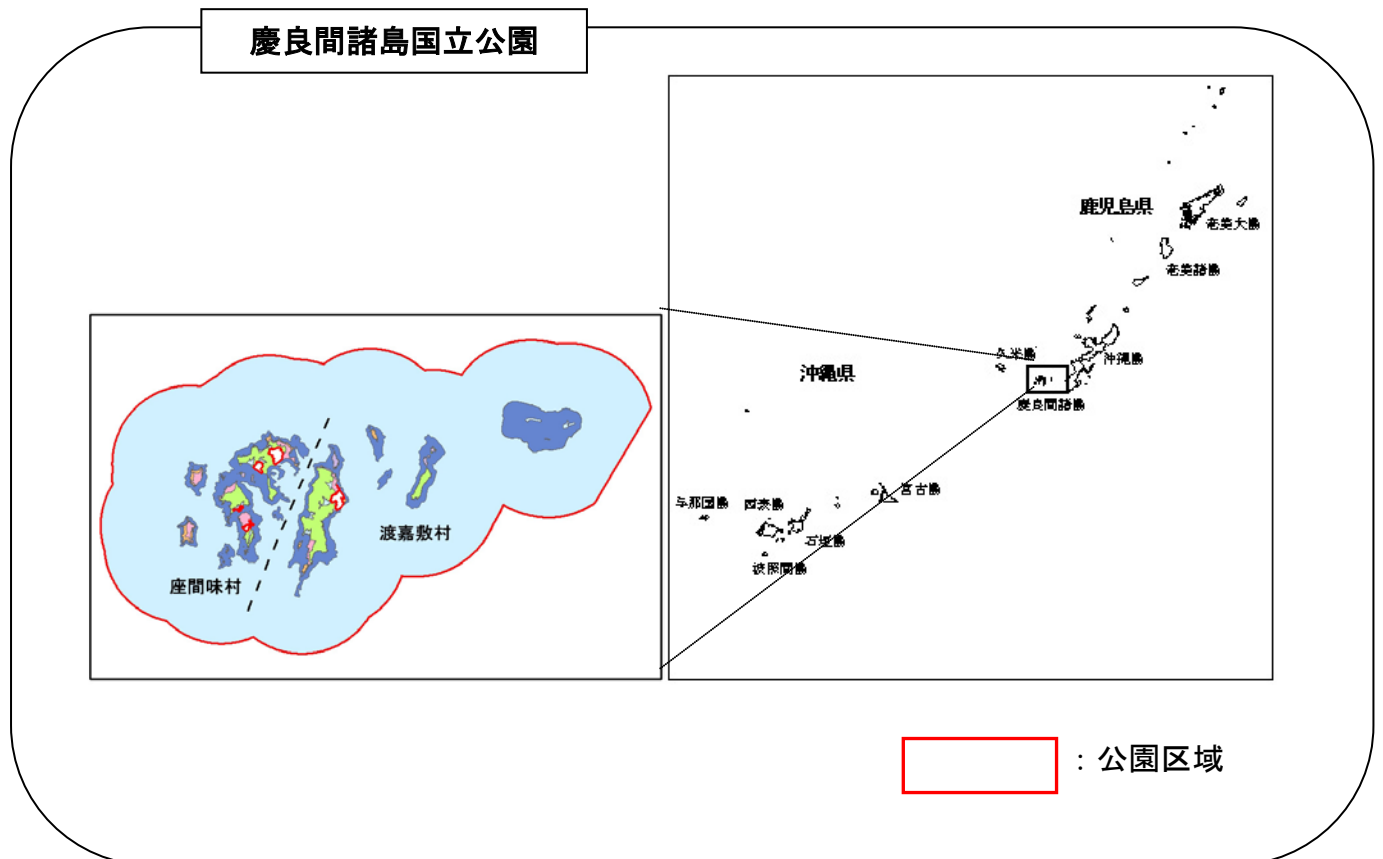 慶良間諸島国立公園
鹿児島県
奄美大島
奄美諸島
久米島
沖縄島
沖縄県
慶良間諸島
宮古島
与那国島
西表島
石垣島
波照間島
渡嘉敷村
座間味村
：公園区域